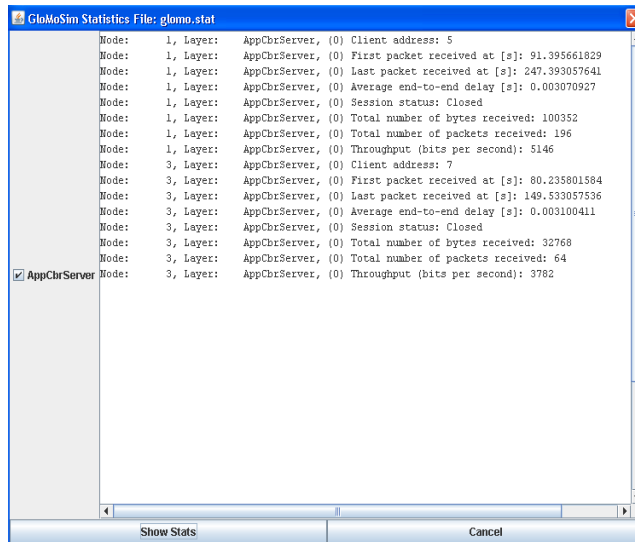 GloMoSim Statistics File: glomo.stat
Node: 1, Layer: AppCbrServer, (0) Client address: 5
Node: 1, Layer: AppCbrServer, (0) First packet received at [s]: 91.395661829
Node: 1, Layer: AppCbrServer, (0) Last packet received at [s]: 247.393057641
Node: 1, Layer: AppCbrServer, (0) Average end-to-end delay [s]: 0.003070927
Node: 1, Layer: AppCbrServer, (0) Session status: Closed
Node: 1, Layer: AppCbrServer, (0) Total number of bytes received: 100352
Node: 1, Layer: AppCbrServer, (0) Total number of packets received: 196
Node: 1, Layer: AppCbrServer, (0) Throughput (bits per second): 5146
Node: 3, Layer: AppCbrServer, (0) Client address: 7
Node: 3, Layer: AppCbrServer, (0) First packet received at [s]: 80.235801584
Node: 3, Layer: AppCbrServer, (0) Last packet received at [s]: 149.533057536
Node: 3, Layer: AppCbrServer, (0) Average end-to-end delay [s]: 0.003100411
Node: 3, Layer: AppCbrServer, (0) Session status: Closed
Node: 3, Layer: AppCbrServer, (0) Total number of bytes received: 32768
Node: 3, Layer: AppCbrServer, (0) Total number of packets received: 64
AppCbrServer Node: 3, Layer: AppCbrServer, (0) Throughput (bits per second): 3782
Show Stats Cancel